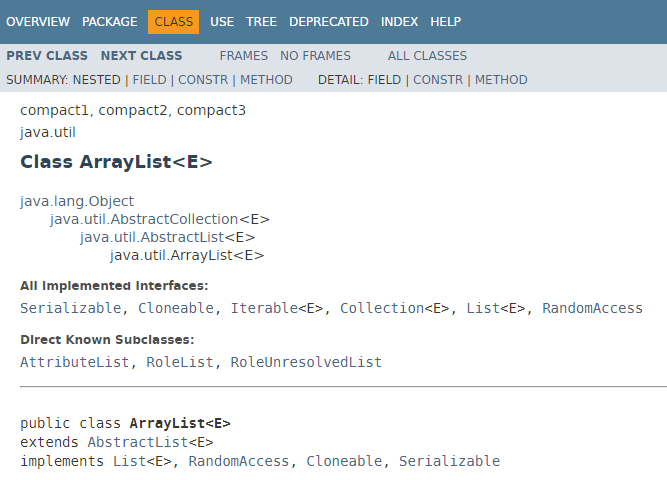 OVERVIEW PACKAGE CLASS USE TREE DEPRECATED INDEX HELP
PREV CLASS NEXT CLASS FRAMES NO FRAMES ALL CLASSES
SUMMARY: NESTED | FIELD | CONSTR | METHOD DETAIL: FIELD | CONSTR | METHOD
compact1, compact2, compact3
java.util
Class ArrayList<E>
java.lang.Object
java.util.AbstractCollection<E>
java.util.AbstractList<E>
java.util.ArrayList<E>
All Implemented Interfaces:
Serializable, Cloneable, Iterable<E>, Collection<E>, List<E>, RandomAccess
Direct Known Subclasses:
AttributeList, RoleList, RoleUnresolvedList
public class ArrayList<E>
extends AbstractList<E>
implements List<E>, RandomAccess, Cloneable, Serializable